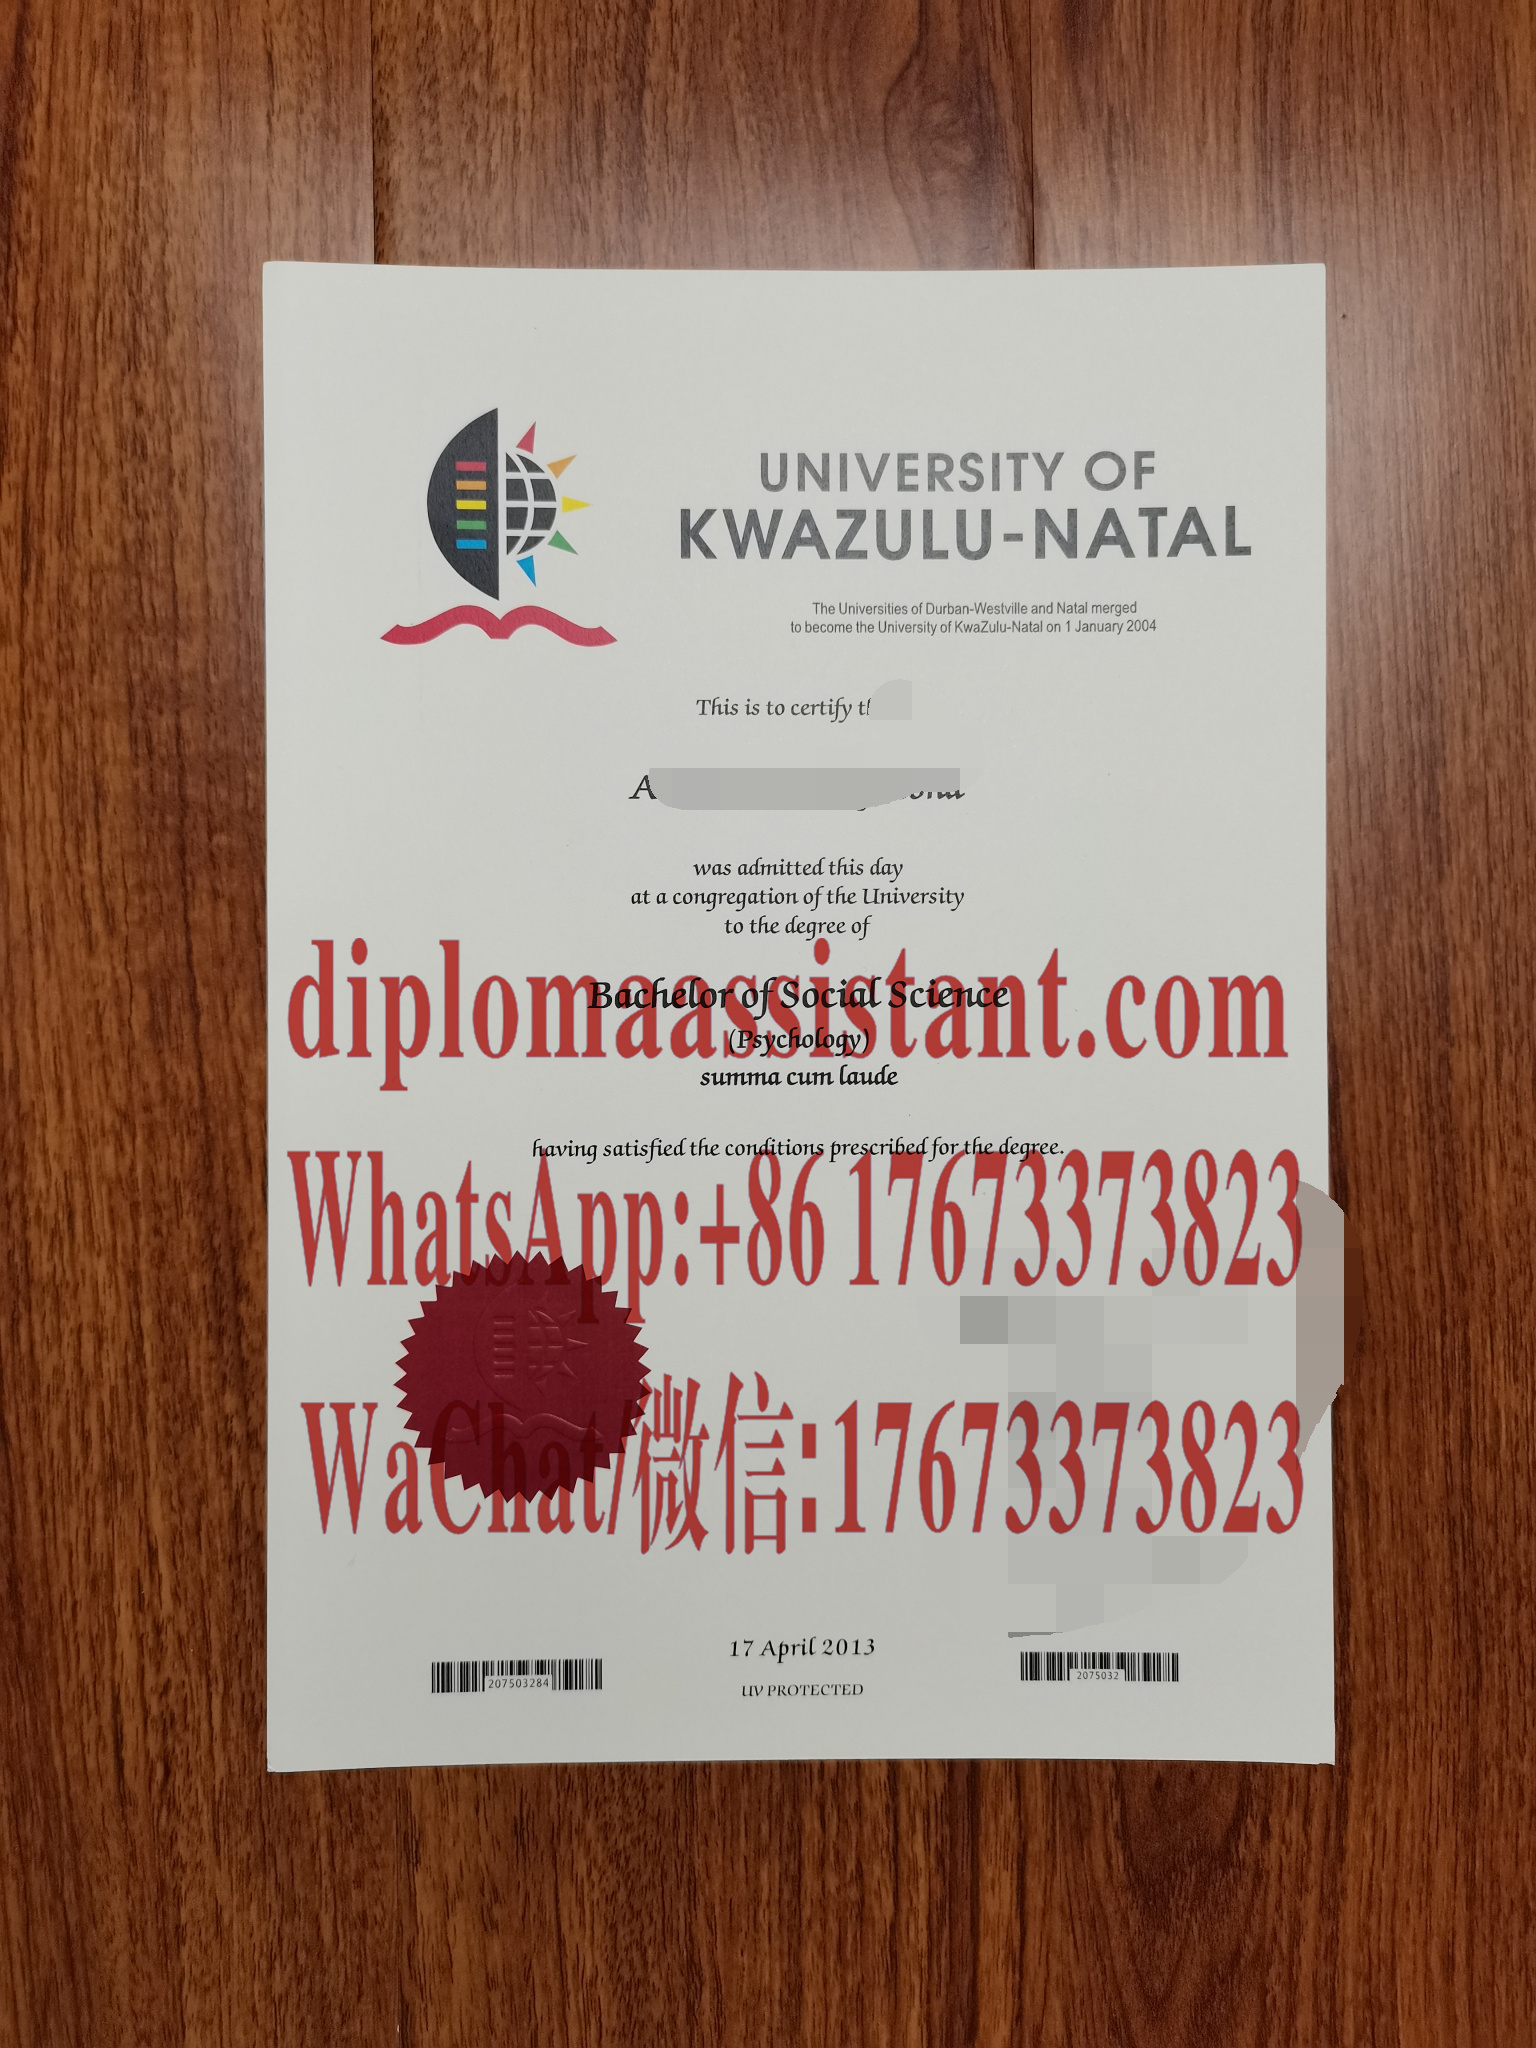 UNIVERSITY OF
KWAZULU-NATAL
The Universities of Durban-Westville and Natal merged
to become the University of KwaZulu-Natal on 1 January 2004
This is to certify
was admitted this day
at a congregation of the University
to the degree of
diplomaassistant.com
Bachelor of Social Science
(Psychology)
summa cum laude
having satisfied the conditions prescribed for the degree.
WhatsApp:+86 17673373823
WaChat/微信:17673373823
17 April 2013
207503284
2075032
UV PROTECTED